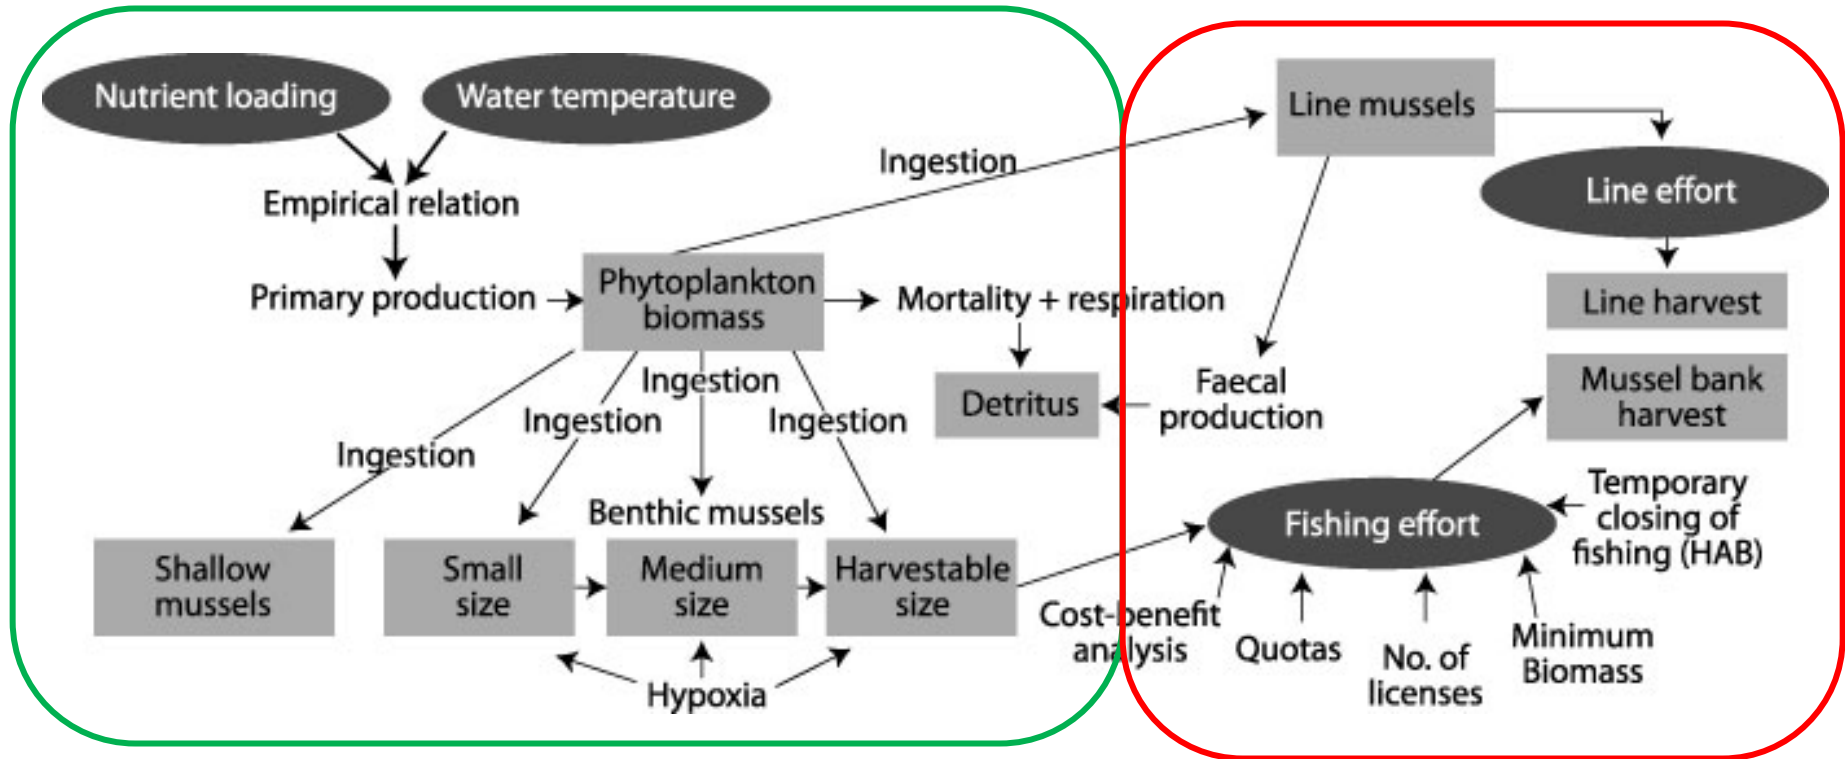 Nutrient loading
Water temperature
Empirical relation
Primary production
Phytoplankton
biomass
Mortality + respiration
Detritus
Ingestion
Ingestion
Ingestion
Ingestion
Ingestion
Benthic mussels
Shallow
mussels
Small
size
Medium
size
Harvestable
size
Hypoxia
Line mussels
Line effort
Line harvest
Mussel bank
harvest
Faecal
production
Fishing effort
Temporary
closing of
fishing (HAB)
Cost-benefit
analysis
Quotas
No. of
licenses
Minimum
Biomass